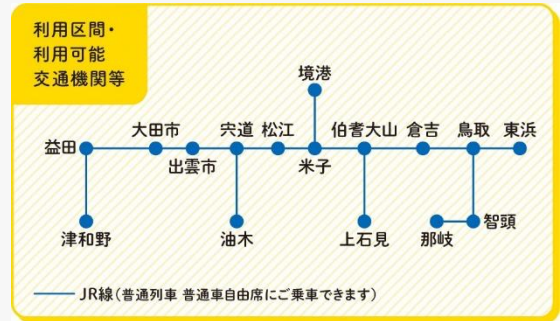 利用区間・
利用可能
交通機関等
境港
大田市
宍道
松江
伯耆大山
倉吉
鳥取
東浜
益田
出雲市
米子
津和野
油木
上石見
那岐
智頭
JR線(普通列車 普通車自由席にご乗車できます)